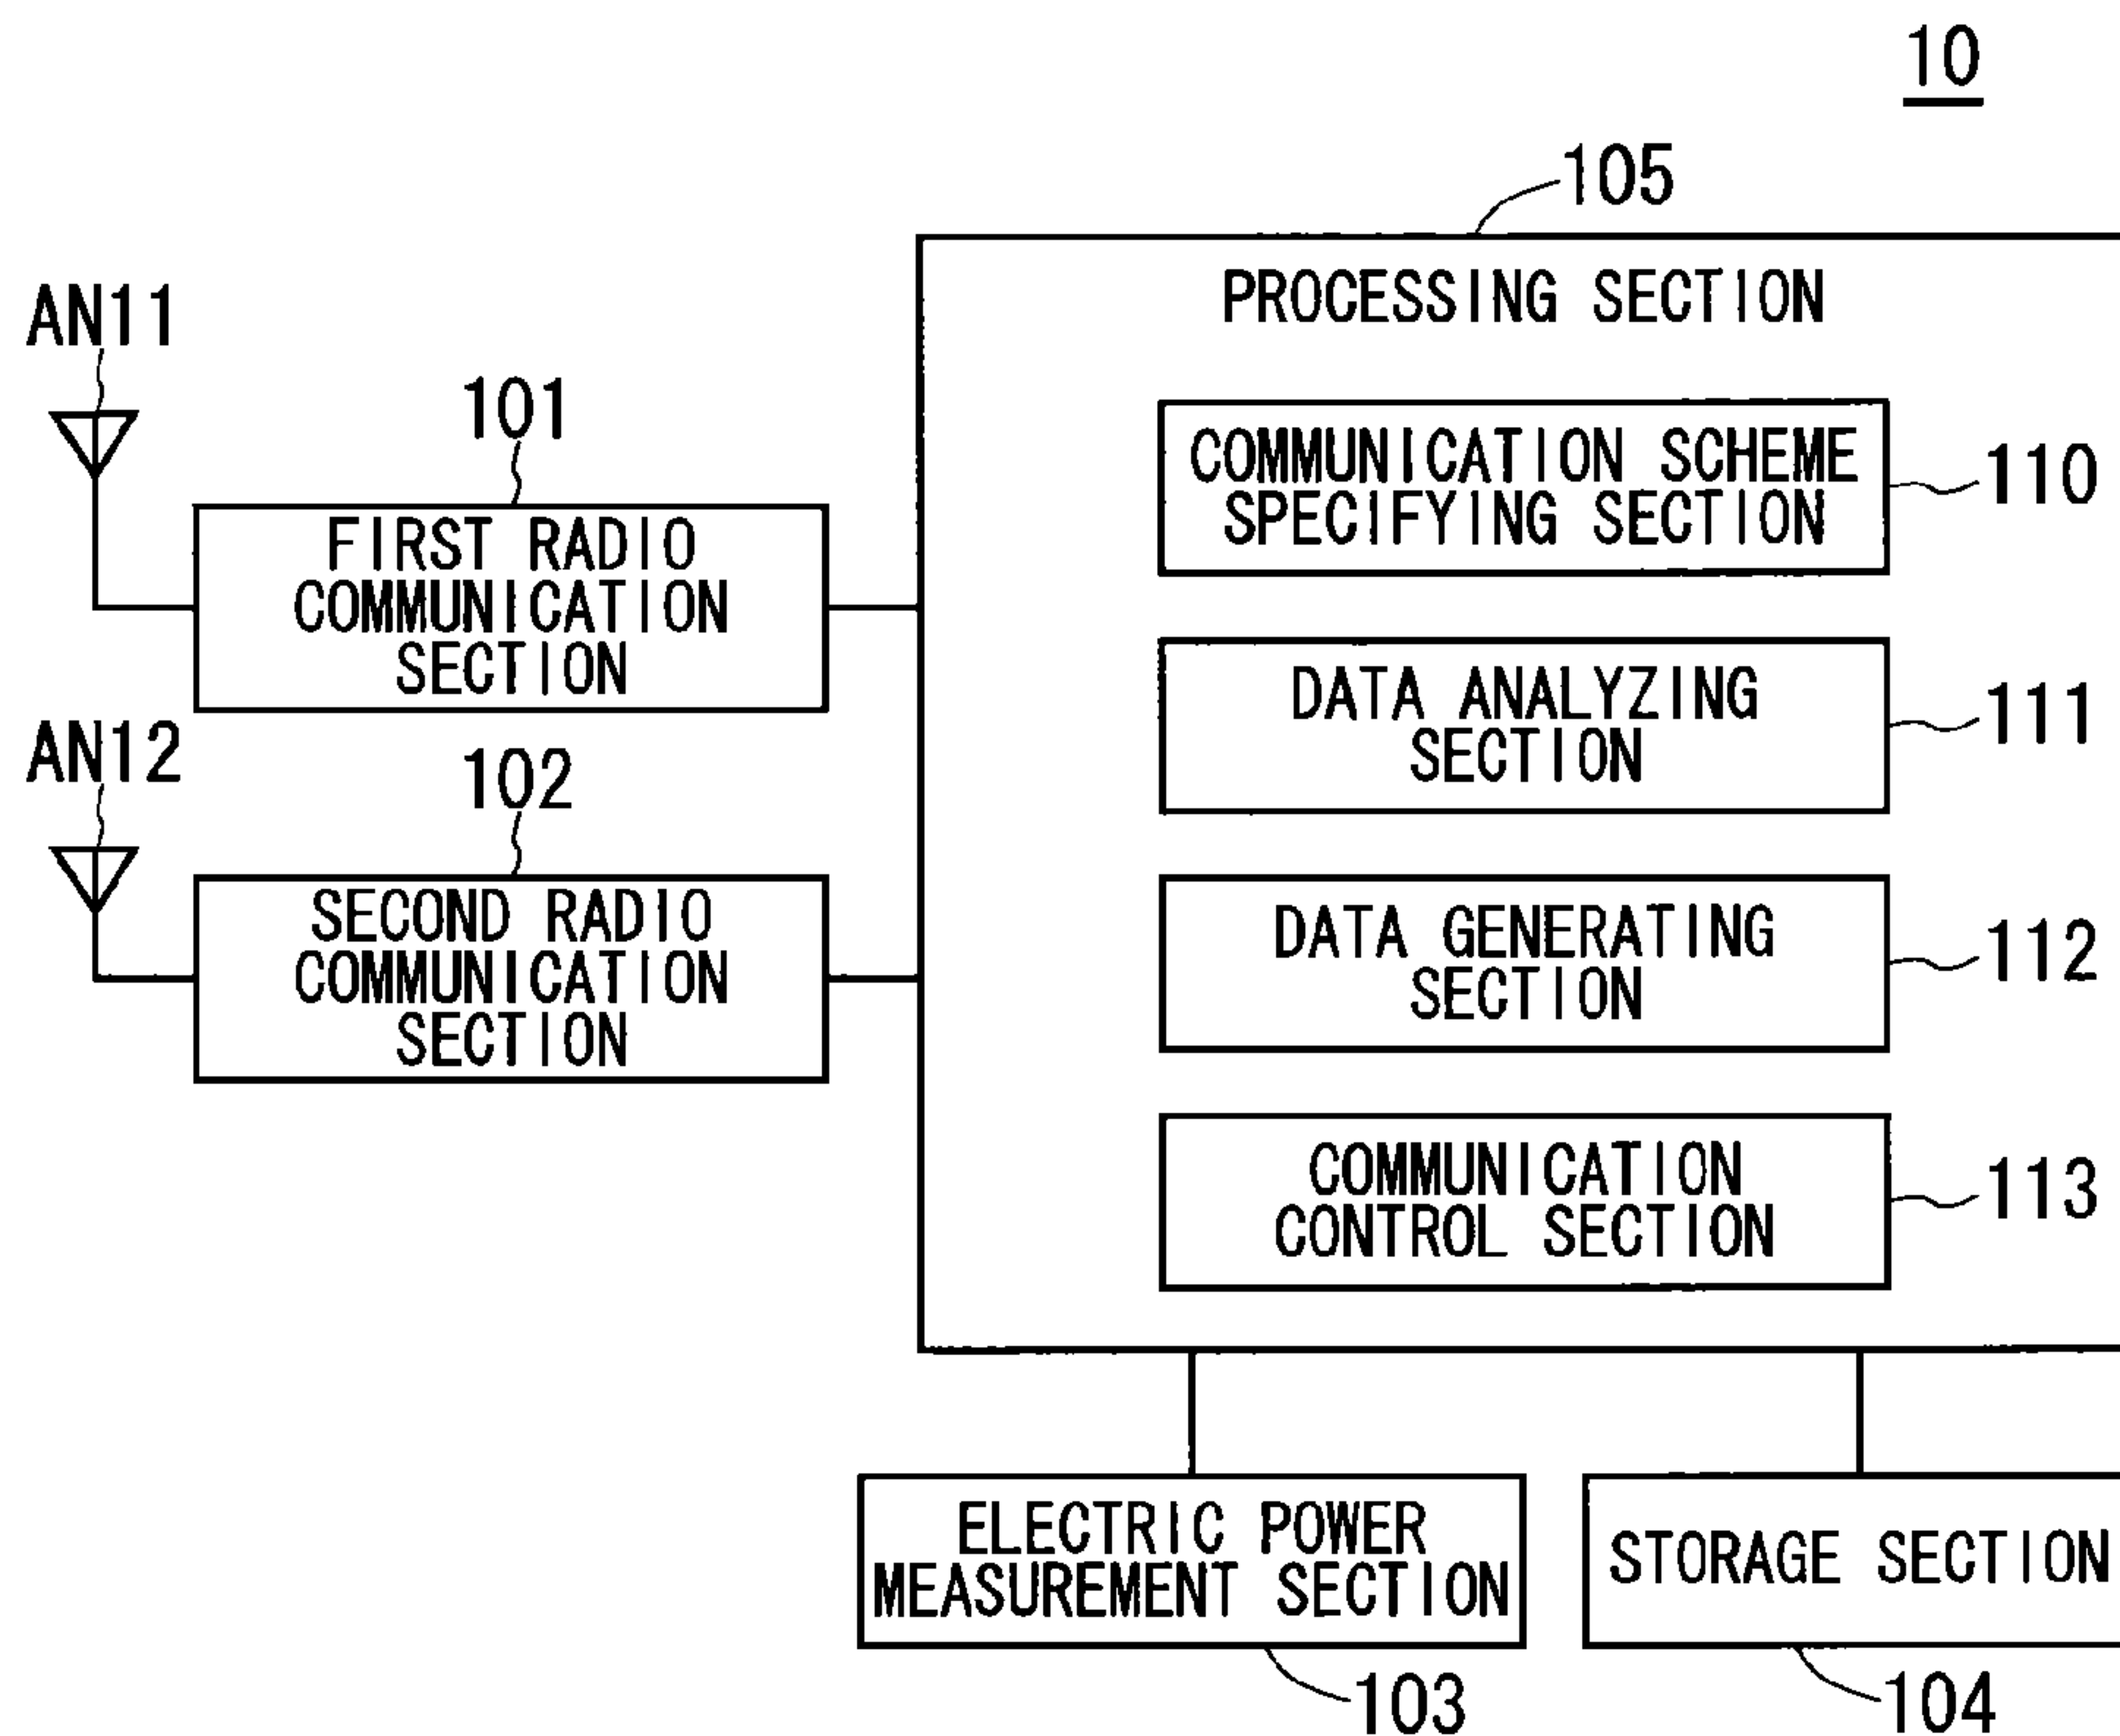 10
105
PROCESSING SECTION
AN11
101
FIRST RADIO
COMMUNICATION
SECTION
AN12
102
SECOND RADIO
COMMUNICATION
SECTION
COMMUNICATION SCHEME
SPECIFYING SECTION
110
DATA ANALYZING
SECTION
111
DATA GENERATING
SECTION
112
COMMUNICATION
CONTROL SECTION
113
ELECTRIC POWER
MEASUREMENT SECTION
103
STORAGE SECTION
104